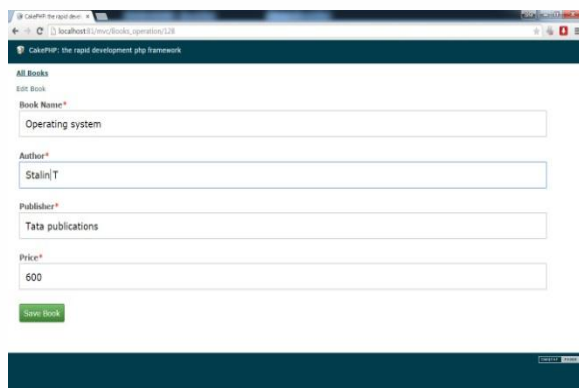 CakePHP: the rapid devel
localhost:81/mvc/Books_operation/128
CakePHP: the rapid development php framework
All Books
Edit Book
Book Name*
Operating system
Author*
Stalin T
Publisher*
Tata publications
Price*
600
Save Book